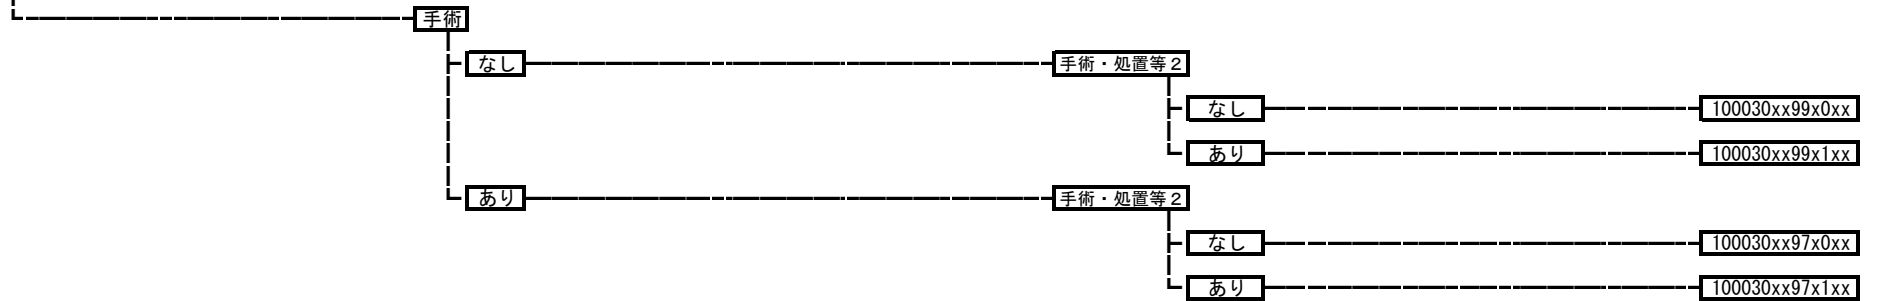 手術
なし
手術・処置等２
なし
100030xx99x0xx
あり
100030xx99x1xx
あり
手術・処置等２
なし
100030xx97x0xx
あり
100030xx97x1xx